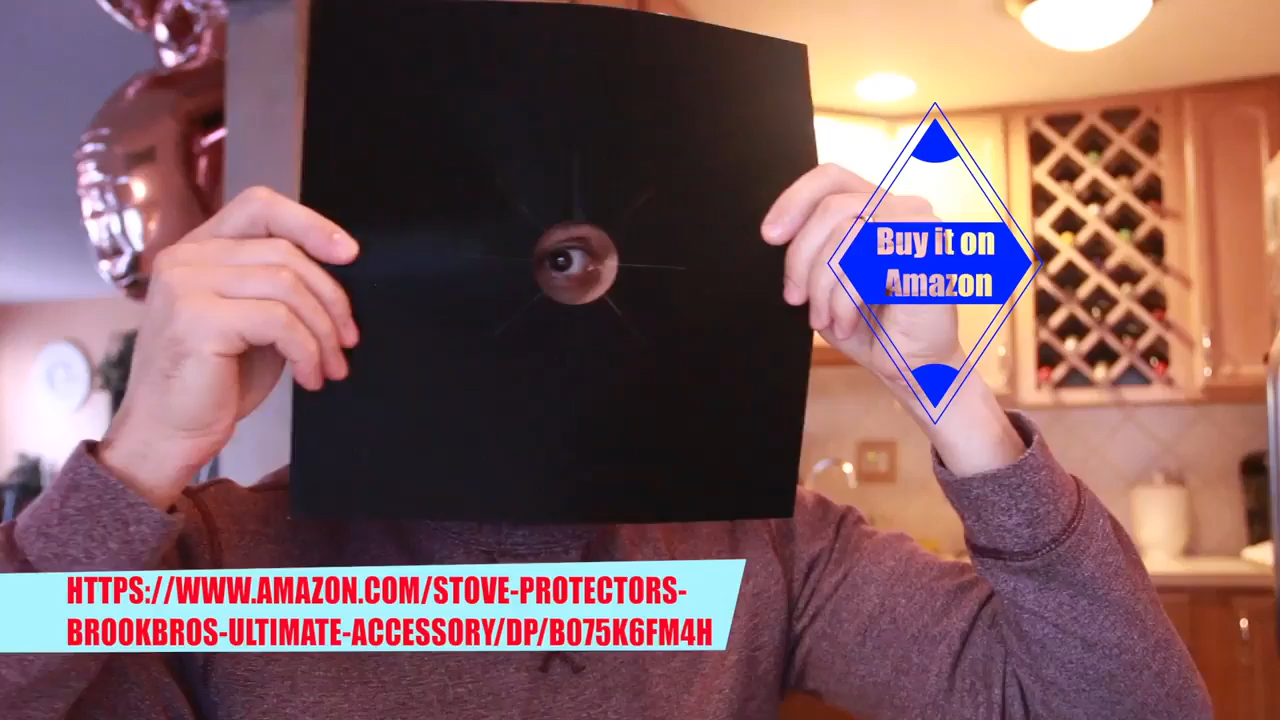 Buy it on
Amazon
HTTPS://WWW.AMAZON.COM/STOVE-PROTECTORS-
BROOKBROS-ULTIMATE-ACCESSORY/DP/B075K6FM4H